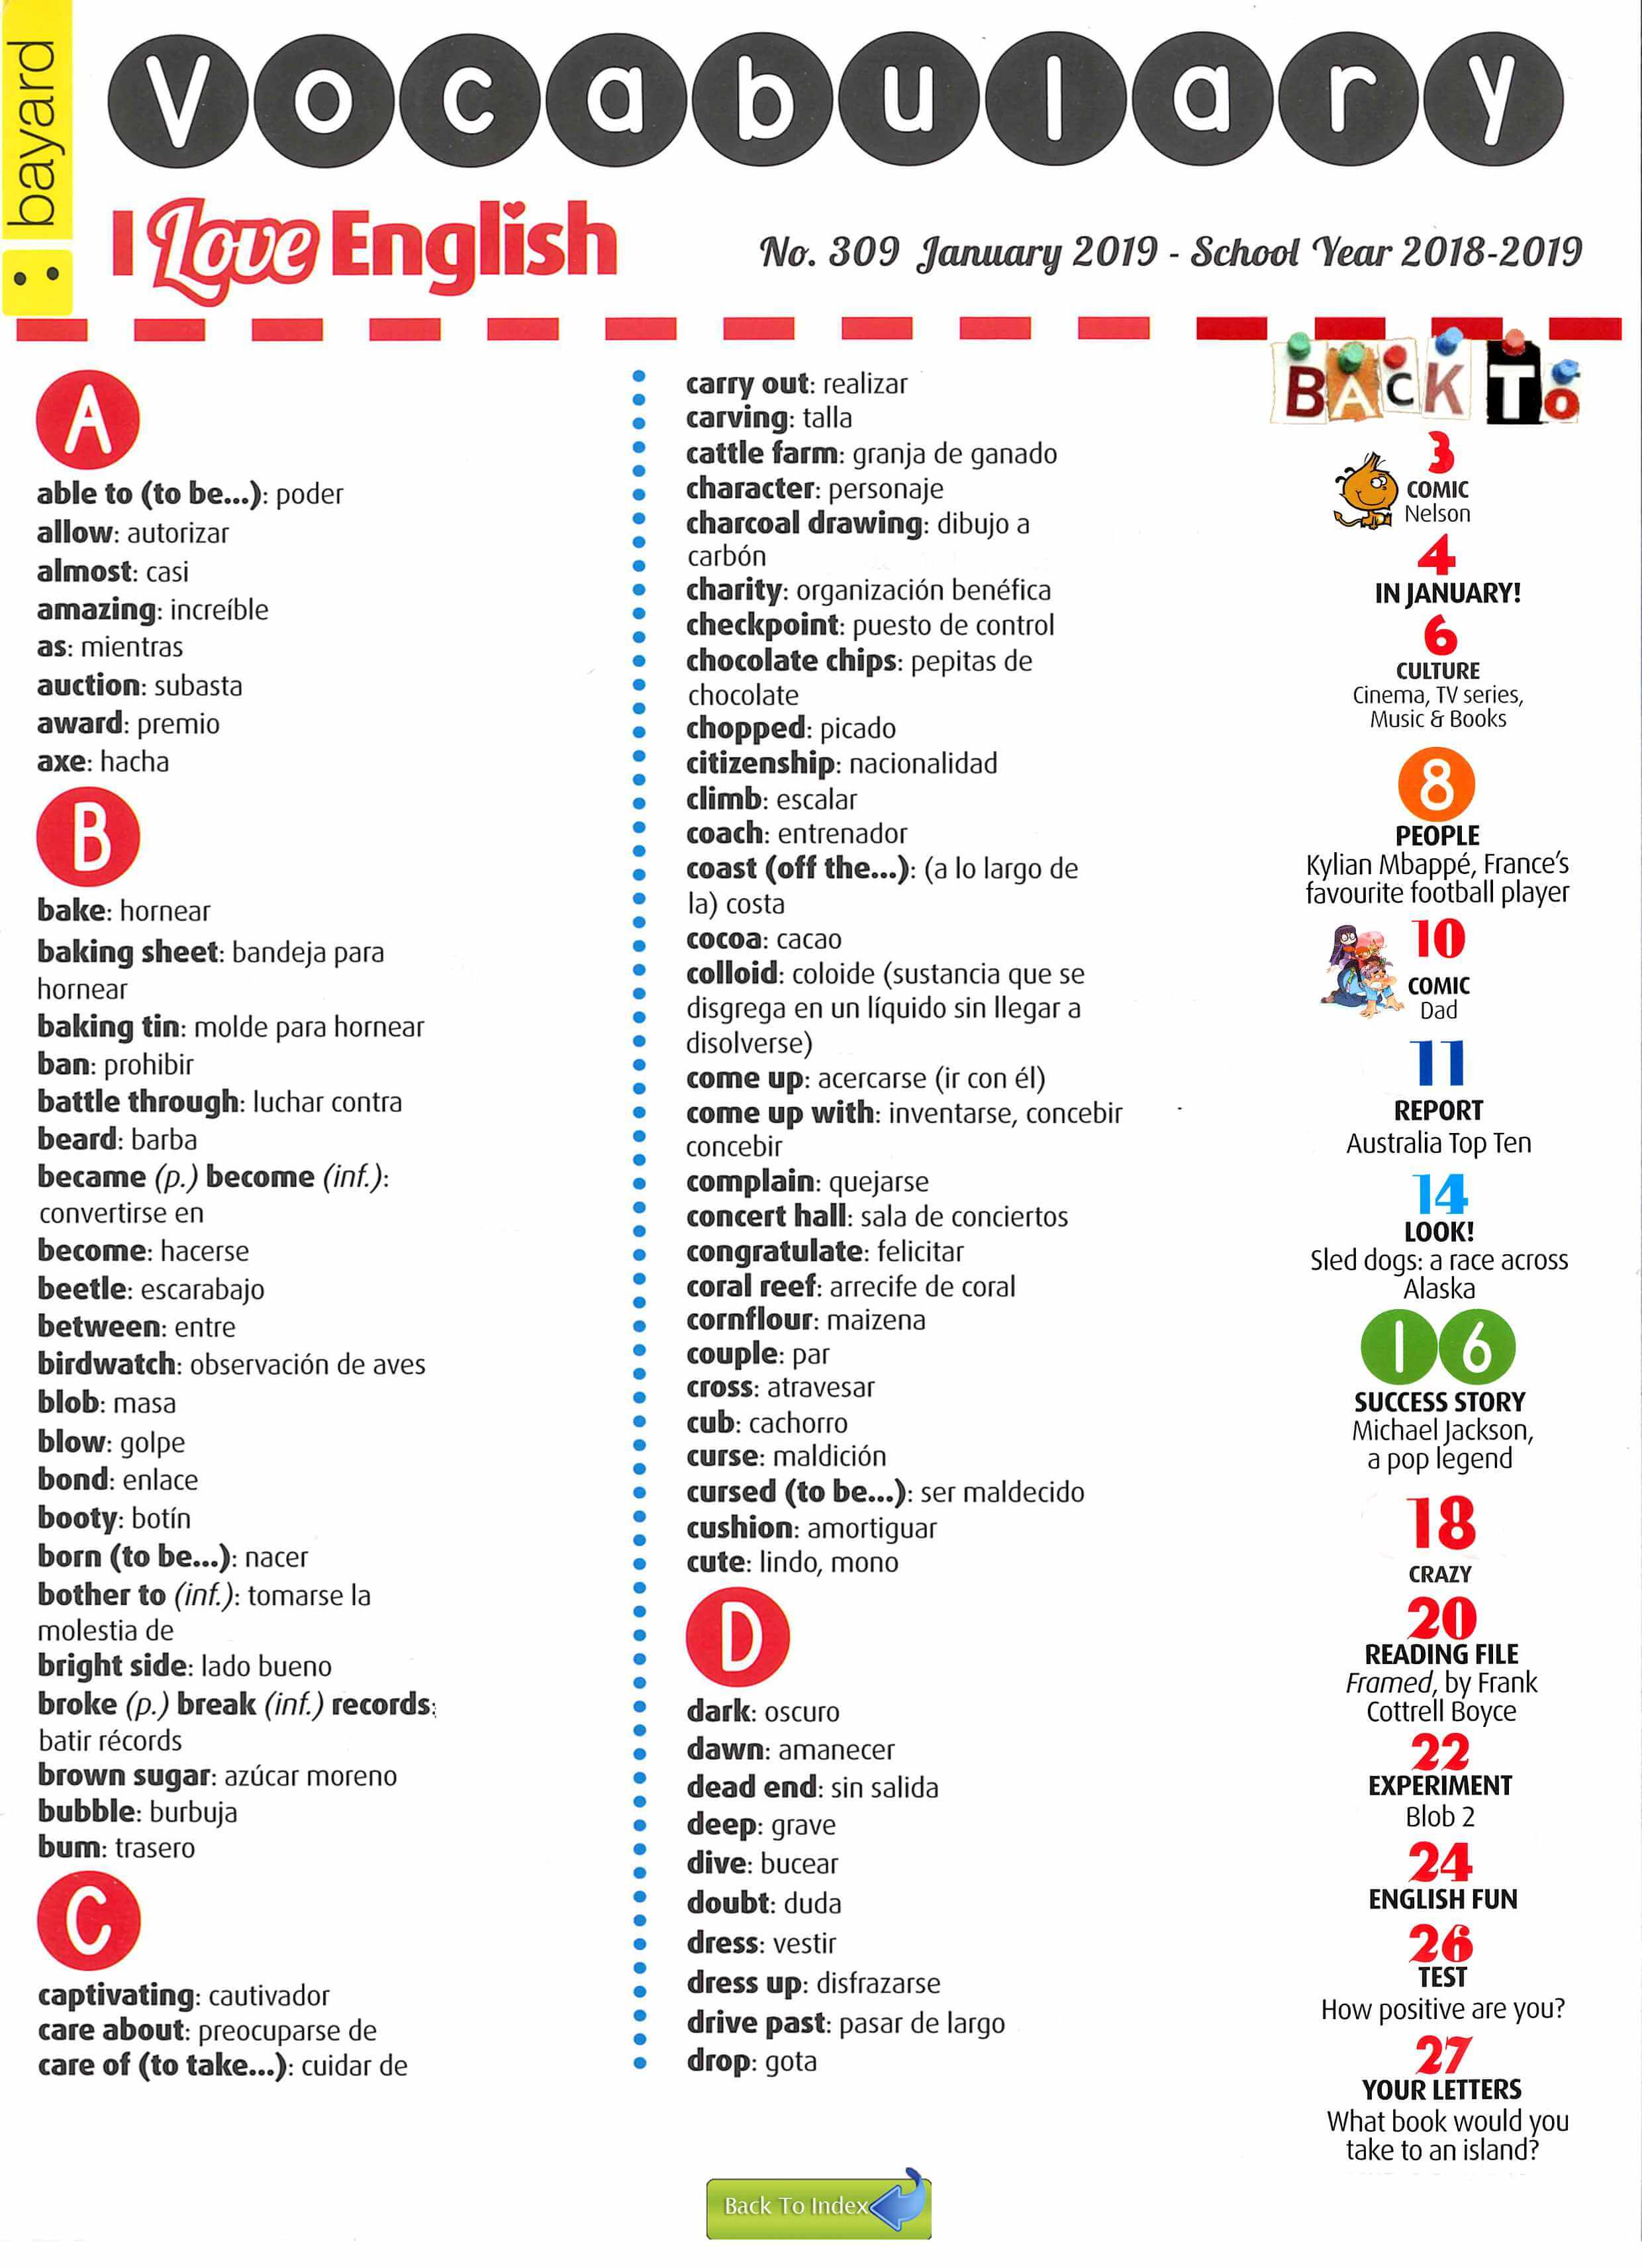 bayard
Vocabulary
I Love English
No. 309 January 2019 - School Year 2018-2019
A
able to (to be...): poder
allow: autorizar
almost: casi
amazing: increíble
as: mientras
auction: subasta
award: premio
axe: hacha
B
bake: hornear
baking sheet: bandeja para
hornear
baking tin: molde para hornear
ban: prohibir
battle through: luchar contra
beard: barba
became (p.) become (inf.):
convertirse en
become: hacerse
beetle: escarabajo
between: entre
birdwatch: observación de aves
blob: masa
blow: golpe
bond: enlace
booty: botín
born (to be...): nacer
bother to (inf.): tomarse la
molestia de
bright side: lado bueno
broke (p.) break (inf.) records:
batir récords
brown sugar: azúcar moreno
bubble: burbuja
bum: trasero
C
captivating: cautivador
care about: preocuparse de
care of (to take...): cuidar de
carry out: realizar
carving: talla
cattle farm: granja de ganado
character: personaje
charcoal drawing: dibujo a
carbón
charity: organización benéfica
checkpoint: puesto de control
chocolate chips: pepitas de
chocolate
chopped: picado
citizenship: nacionalidad
climb: escalar
coach: entrenador
coast (off the...): (a lo largo de
la) costa
cocoa: cacao
colloid: coloide (sustancia que se
disgrega en un líquido sin llegar a
disolverse)
come up: acercarse (ir con él)
come up with: inventarse, concebir
concebir
complain: quejarse
concert hall: sala de conciertos
congratulate: felicitar
coral reef: arrecife de coral
cornflour: maizena
couple: par
cross: atravesar
cub: cachorro
curse: maldición
cursed (to be...): ser maldecido
cushion: amortiguar
cute: lindo, mono
D
dark: oscuro
dawn: amanecer
dead end: sin salida
deep: grave
dive: bucear
doubt: duda
dress: vestir
dress up: disfrazarse
drive past: pasar de largo
drop: gota
BACK To
3
COMIC
Nelson
4
IN JANUARY!
6
CULTURE
Cinema, TV series,
Music & Books
8
PEOPLE
Kylian Mbappé, France's
favourite football player
10
COMIC
Dad
11
REPORT
Australia Top Ten
14
LOOK!
Sled dogs: a race across
Alaska
16
SUCCESS STORY
Michael Jackson,
a pop legend
18
CRAZY
20
READING FILE
Framed, by Frank
Cottrell Boyce
22
EXPERIMENT
Blob 2
24
ENGLISH FUN
26
TEST
How positive are you?
27
YOUR LETTERS
What book would you
take to an island?
Back To Index